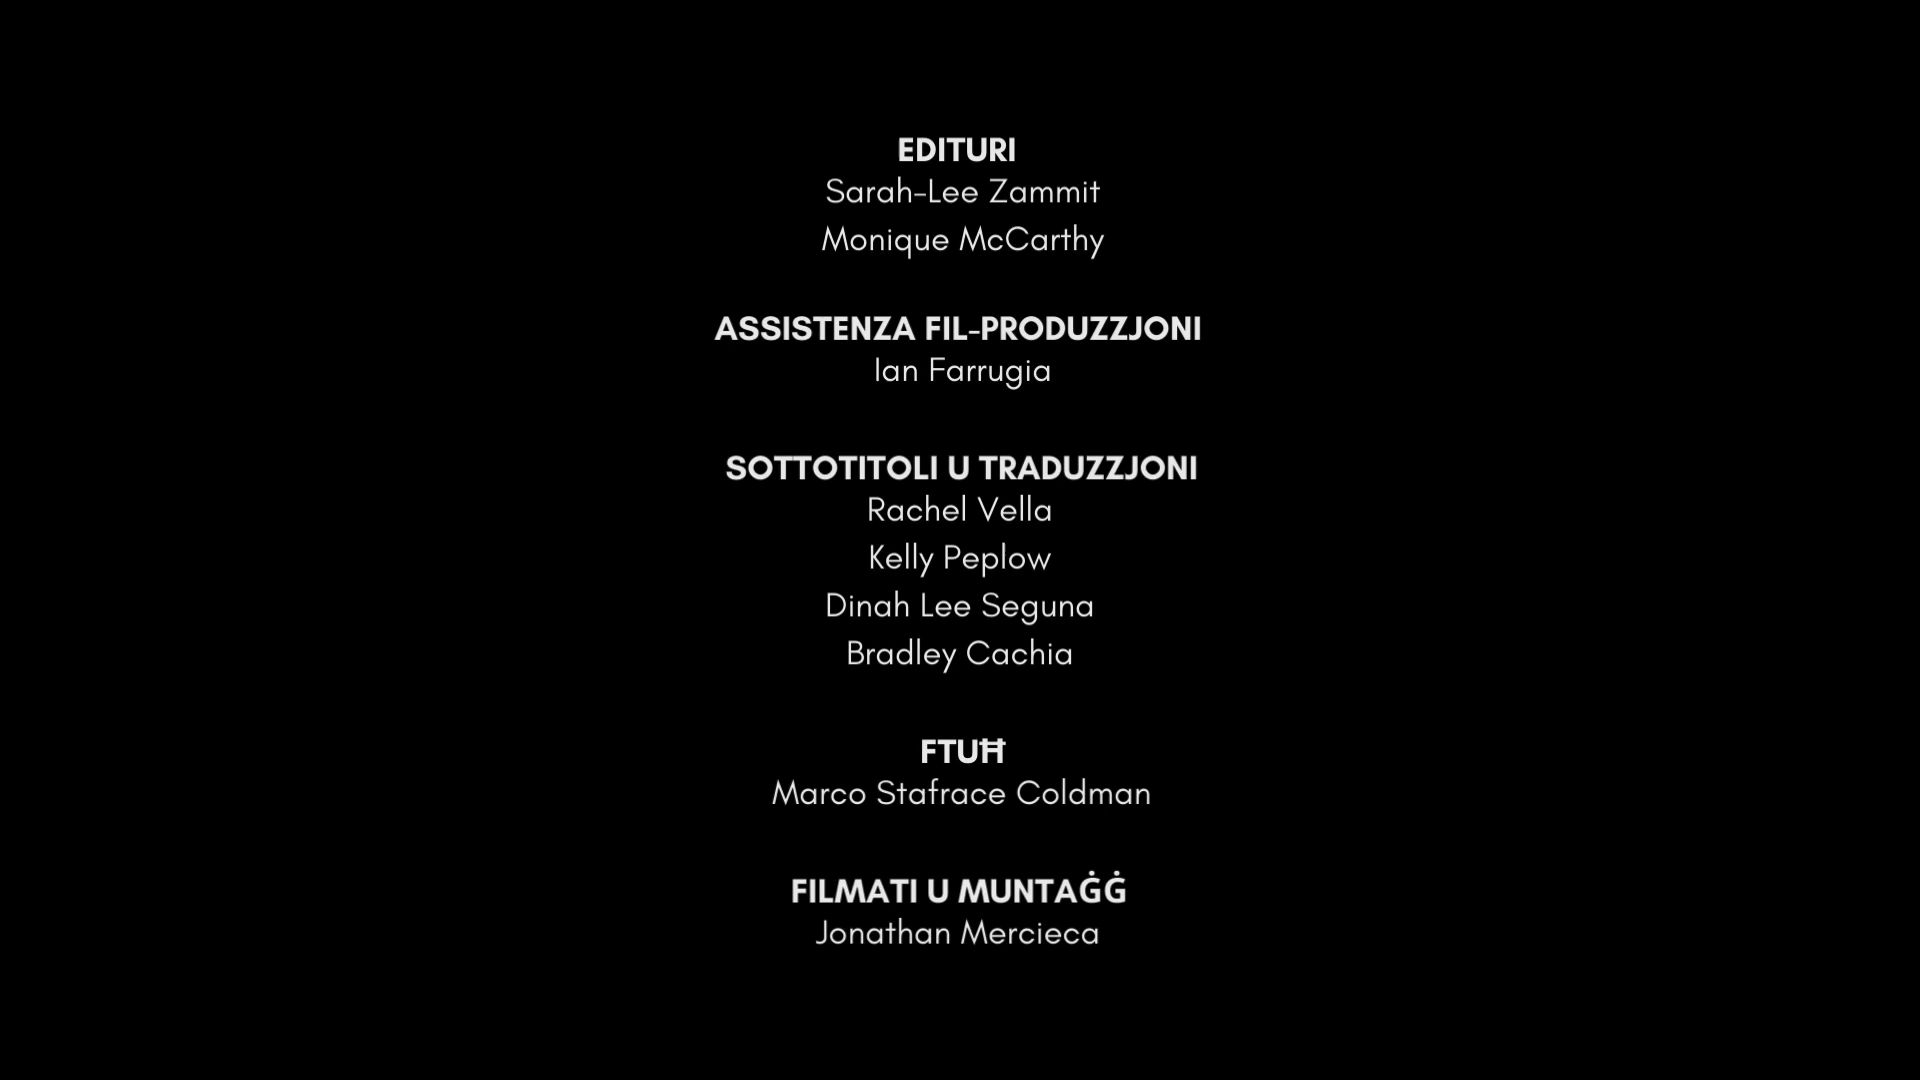 EDITURI
Sarah-Lee Zammit
Monique McCarthy
ASSISTENZA FIL-PRODUZZJONI
Ian Farrugia
SOTTOTITOLI U TRADUZZJONI
Rachel Vella
Kelly Peplow
Dinah Lee Seguna
Bradley Cachia
FTUĦ
Marco Stafrace Coldman
FILMATI U MUNTAĠĠ
Jonathan Mercieca